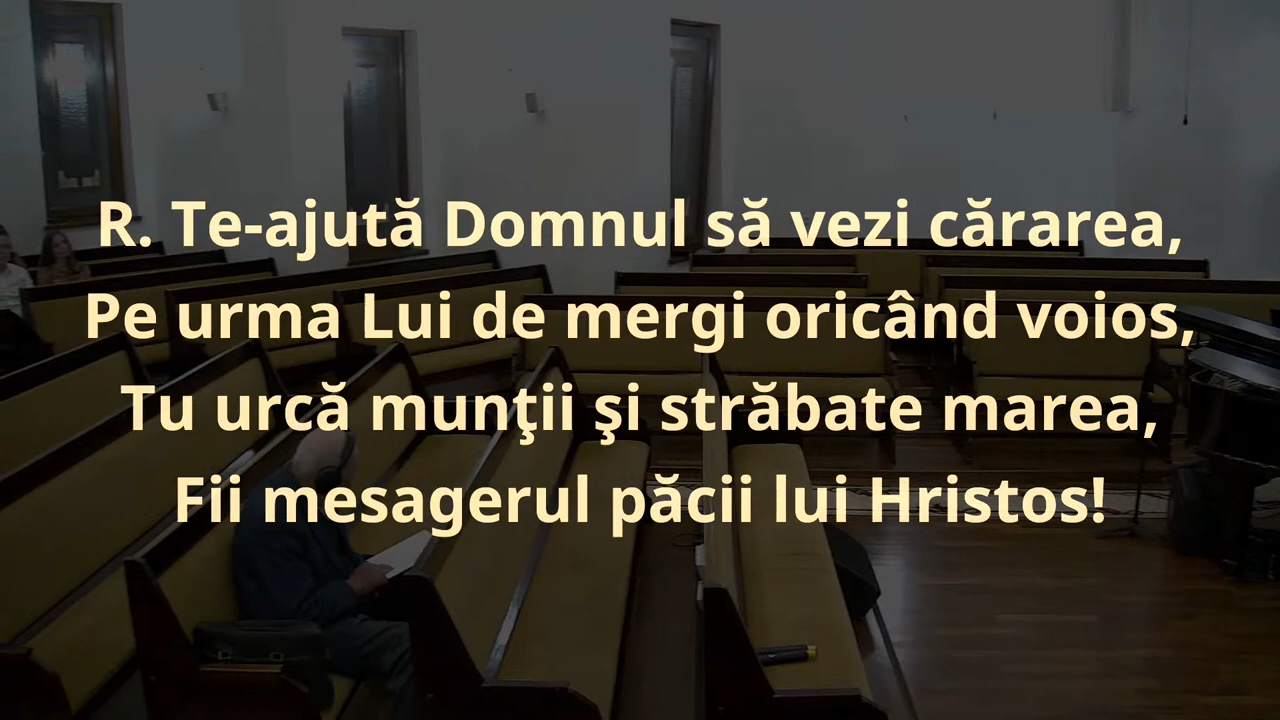 R. Te-ajută Domnul să vezi cărarea,
Pe urma Lui de mergi oricând voios,
Tu urcă munţii şi străbate marea,
Fii mesagerul păcii lui Hristos!